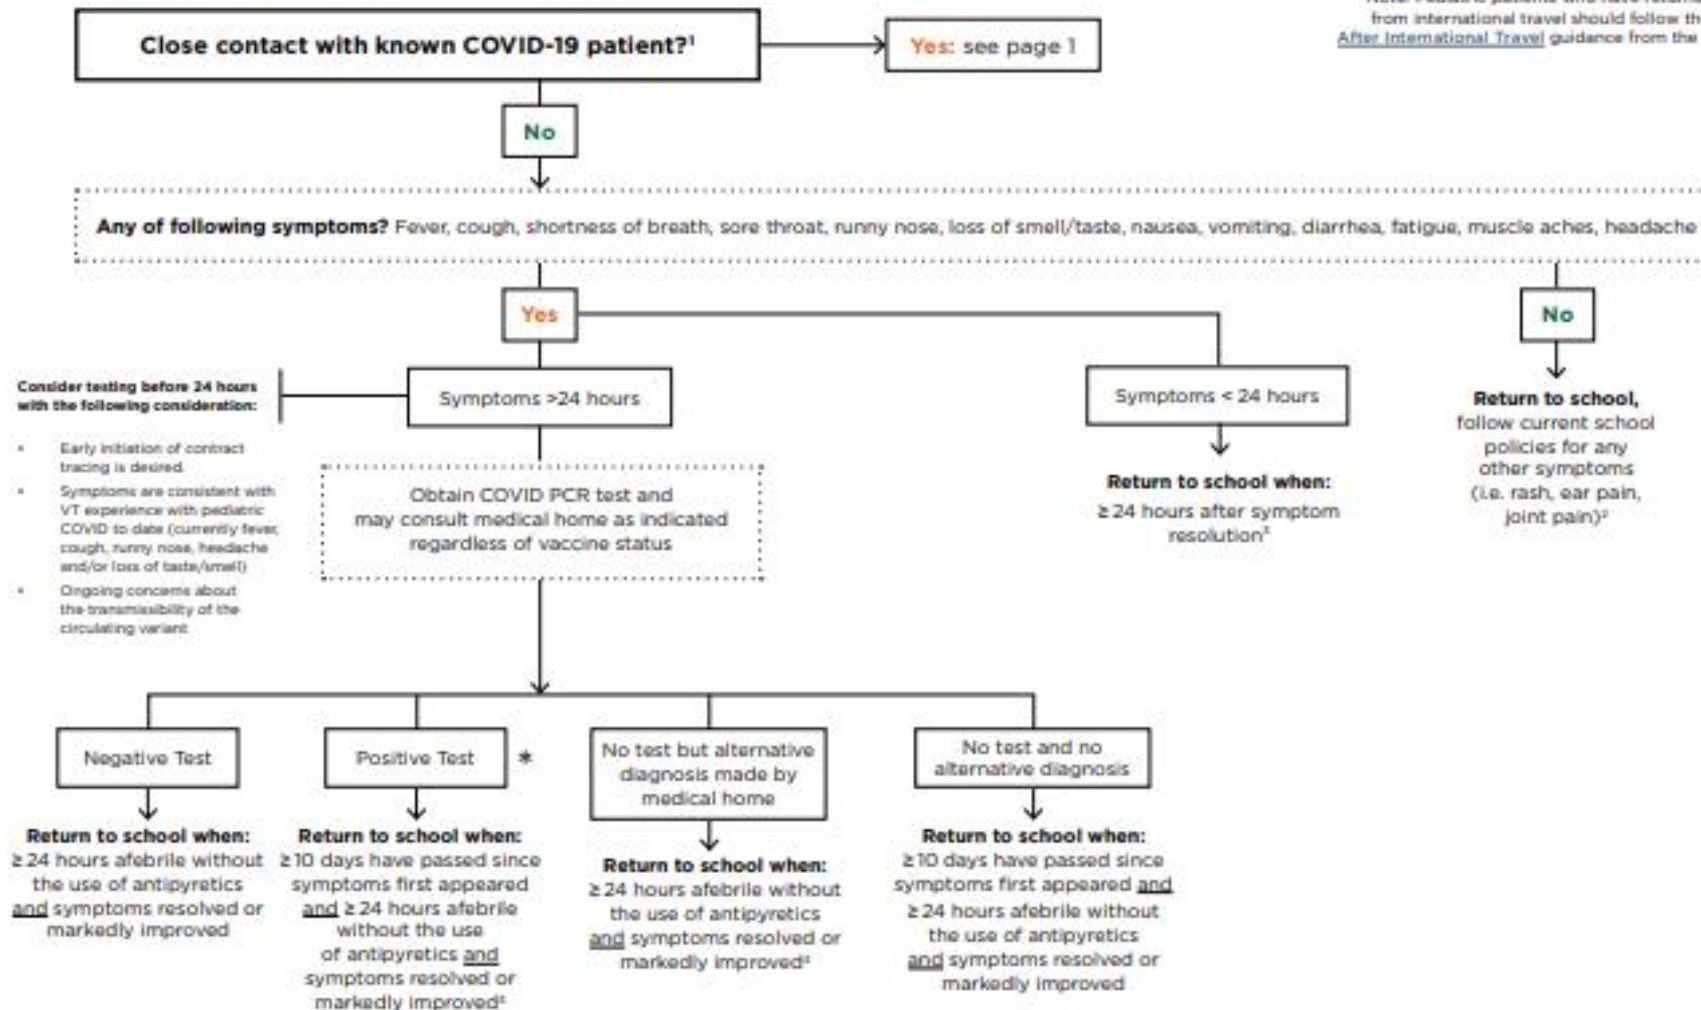 Note: Pediatric patients who have returne
from international travel should follow th
After International Travel guidance from the
Close contact with known COVID-19 patient?¹
Yes: see page 1
No
Any of following symptoms? Fever, cough, shortness of breath, sore throat, runny nose, loss of smell/taste, nausea, vomiting, diarrhea, fatigue, muscle aches, headache
Yes
No
Consider testing before 24 hours
with the following consideration:
• Early initiation of contract
tracing is desired.
• Symptoms are consistent with
VT experience with pediatric
COVID to date (currently fever,
cough, runny nose, headache
and/or loss of taste/smell)
• Ongoing concerns about
the transmissibility of the
circulating variant
Symptoms >24 hours
Obtain COVID PCR test and
may consult medical home as indicated
regardless of vaccine status
Symptoms < 24 hours
Return to school when:
≥24 hours after symptom
resolution³
Return to school,
follow current school
policies for any
other symptoms
(i.e. rash, ear pain,
joint pain)²
Negative Test
Return to school when:
≥24 hours afebrile without
the use of antipyretics
and symptoms resolved or
markedly improved
Positive Test *
Return to school when:
≥10 days have passed since
symptoms first appeared
and ≥24 hours afebrile
without the use
of antipyretics and
symptoms resolved or
markedly improved
No test but alternative
diagnosis made by
medical home
Return to school when:
≥24 hours afebrile without
the use of antipyretics
and symptoms resolved or
markedly improved
No test and no
alternative diagnosis
Return to school when:
≥10 days have passed since
symptoms first appeared and
≥24 hours afebrile without
the use of antipyretics
and symptoms resolved or
markedly improved